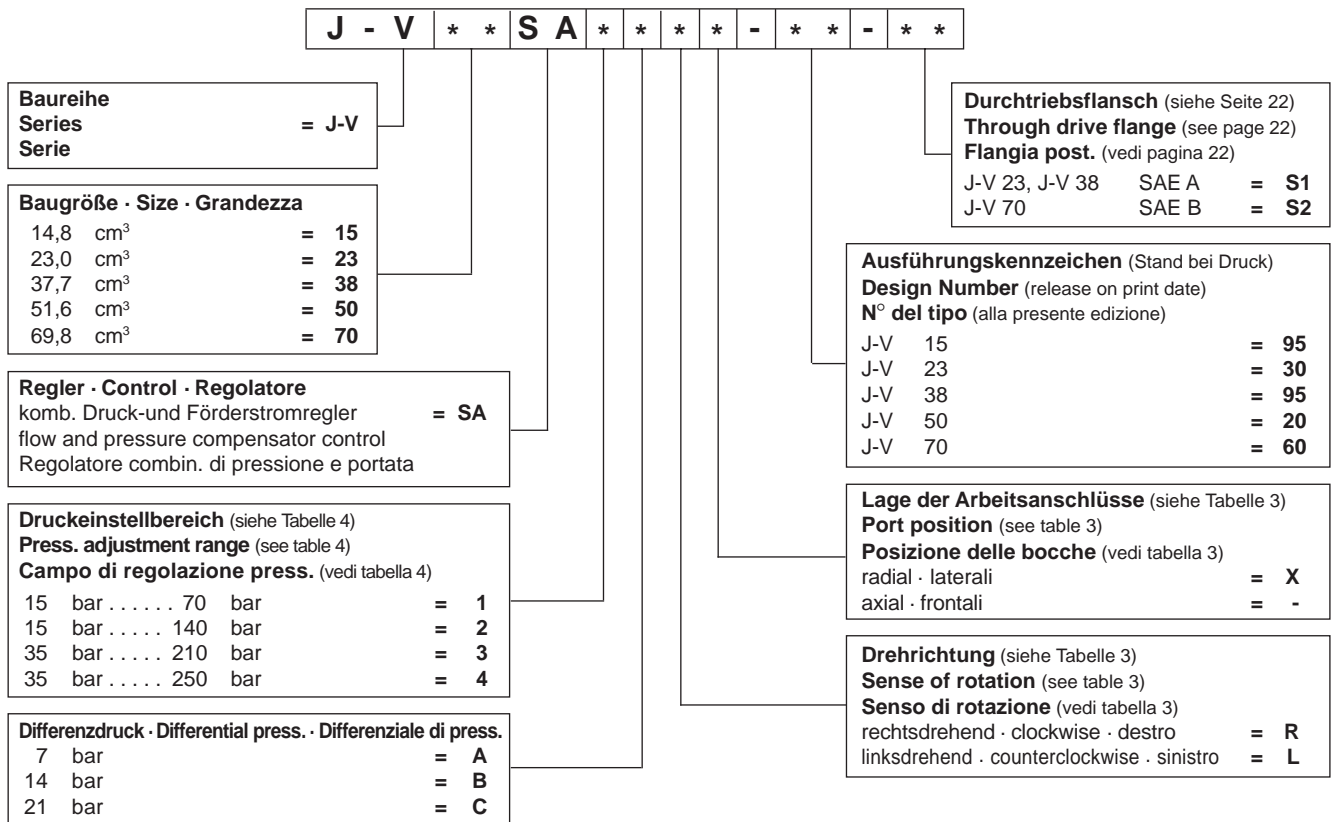 J - V * * S A * * * * - * * - * *
Baureihe
Series = J-V
Serie
Baugröße · Size · Grandezza
14,8 cm³ = 15
23,0 cm³ = 23
37,7 cm³ = 38
51,6 cm³ = 50
69,8 cm³ = 70
Regler · Control · Regolatore
komb. Druck-und Förderstromregler = SA
flow and pressure compensator control
Regolatore combin. di pressione e portata
Druckeinstellbereich (siehe Tabelle 4)
Press. adjustment range (see table 4)
Campo di regolazione press. (vedi tabella 4)
15 bar . . . . . . 70 bar = 1
15 bar . . . . . 140 bar = 2
35 bar . . . . . 210 bar = 3
35 bar . . . . . 250 bar = 4
Differenzdruck · Differential press. · Differenziale di press.
7 bar = A
14 bar = B
21 bar = C
Durchtriebsflansch (siehe Seite 22)
Through drive flange (see page 22)
Flangia post. (vedi pagina 22)
J-V 23, J-V 38 SAE A = S1
J-V 70 SAE B = S2
Ausführungskennzeichen (Stand bei Druck)
Design Number (release on print date)
N° del tipo (alla presente edizione)
J-V 15 = 95
J-V 23 = 30
J-V 38 = 95
J-V 50 = 20
J-V 70 = 60
Lage der Arbeitsanschlüsse (siehe Tabelle 3)
Port position (see table 3)
Posizione delle bocche (vedi tabella 3)
radial · laterali = X
axial · frontali = -
Drehrichtung (siehe Tabelle 3)
Sense of rotation (see table 3)
Senso di rotazione (vedi tabella 3)
rechtsdrehend · clockwise · destro = R
linksdrehend · counterclockwise · sinistro = L